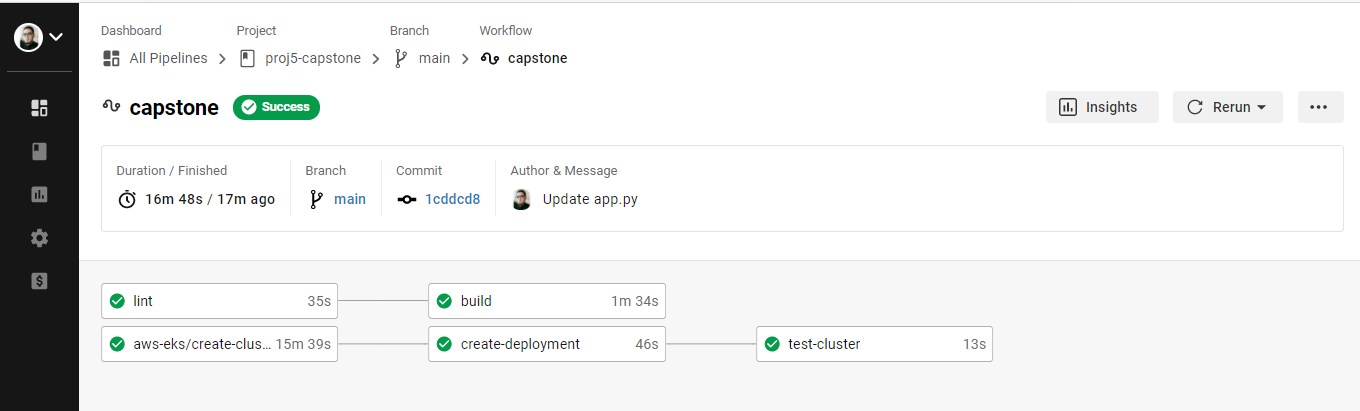 Dashboard Project Branch Workflow
All Pipelines proj5-capstone main capstone
capstone Success Insights Rerun
Duration / Finished Branch Commit Author & Message
16m 48s / 17m ago main 1cddcd8 Update app.py
lint 35s build 1m 34s
aws-eks/create-clus... 15m 39s create-deployment 46s test-cluster 13s